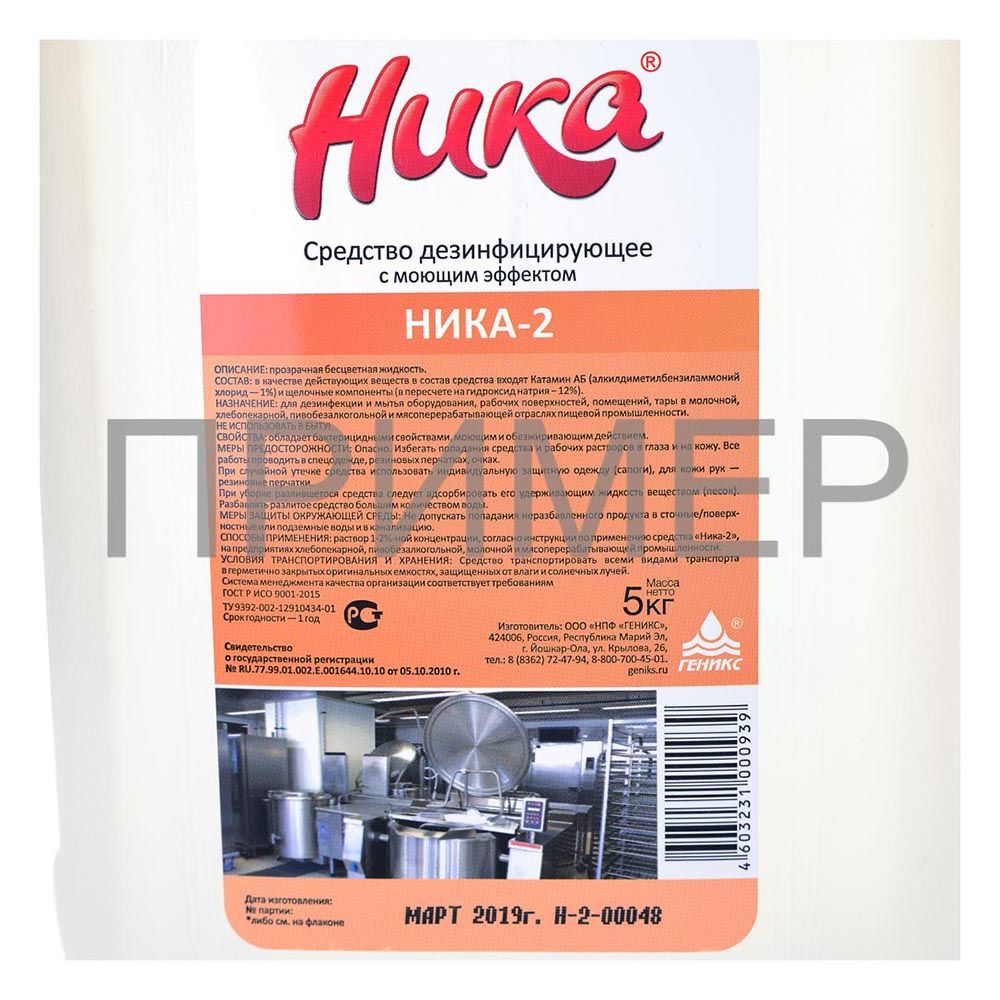 Ника®
Средство дезинфицирующее
с моющим эффектом
НИКА-2
ОПИСАНИЕ: прозрачная бесцветная жидкость.
СОСТАВ: в качестве действующих веществ в состав средства входят Катамин АБ (алкилдиметилбензиламмоний
хлорид — 1%) и щелочные компоненты (в пересчете на гидроксид натрия – 12%).
НАЗНАЧЕНИЕ: для дезинфекции и мытья оборудования, рабочих поверхностей, помещений, тары в молочной,
хлебопекарной, пивобезалкогольной и мясоперерабатывающей отраслях пищевой промышленности.
НЕ ИСПОЛЬЗОВАТЬ В БЫТУ!
СВОЙСТВА: обладает бактерицидными свойствами, моющим и обезжиривающим действием.
МЕРЫ ПРЕДОСТОРОЖНОСТИ: Опасно. Избегать попадания средства и рабочих растворов в глаза и на кожу. Все
работы проводить в спецодежде, резиновых перчатках, очках.
При случайной утечке средства использовать индивидуальную защитную одежду (сапоги), для кожи рук —
резиновые перчатки.
При уборке разлившегося средства следует адсорбировать его удерживающим жидкость веществом (песок).
Разбавлять разлитое средство большим количеством воды.
МЕРЫ ЗАЩИТЫ ОКРУЖАЮЩЕЙ СРЕДЫ: Не допускать попадания неразбавленного продукта в сточные/поверх-
ностные или подземные воды и в канализацию.
СПОСОБЫ ПРИМЕНЕНИЯ: раствор 1-2%-ной концентрации согласно инструкции по применению средства «Ника-2»,
на предприятиях хлебопекарной, пивобезалкогольной, молочной и мясоперерабатывающей промышленности.
УСЛОВИЯ ТРАНСПОРТИРОВАНИЯ И ХРАНЕНИЯ: Средство транспортировать всеми видами транспорта
в герметично закрытых оригинальных емкостях, защищенных от влаги и солнечных лучей.
Система менеджмента качества организации соответствует требованиям
ГОСТ Р ИСО 9001-2015
ТУ 9392-002-12910434-01
Срок годности — 1 год
РСТ
5кг
Масса
нетто
Изготовитель: ООО «НПФ «ГЕНИКС»,
424006, Россия, Республика Марий Эл,
г. Йошкар-Ола, ул. Крылова, 26,
тел.: 8 (8362) 72-47-94, 8-800-700-45-01.
geniks.ru
ГЕНИКС®
Свидетельство
о государственной регистрации
№ RU.77.99.01.002.Е.001644.10.10 от 05.10.2010 г.
4 603231 000939
Дата изготовления:
№ партии:
*либо см. на флаконе
МАРТ 2019г. Н-2-00048
ПРИМЕР